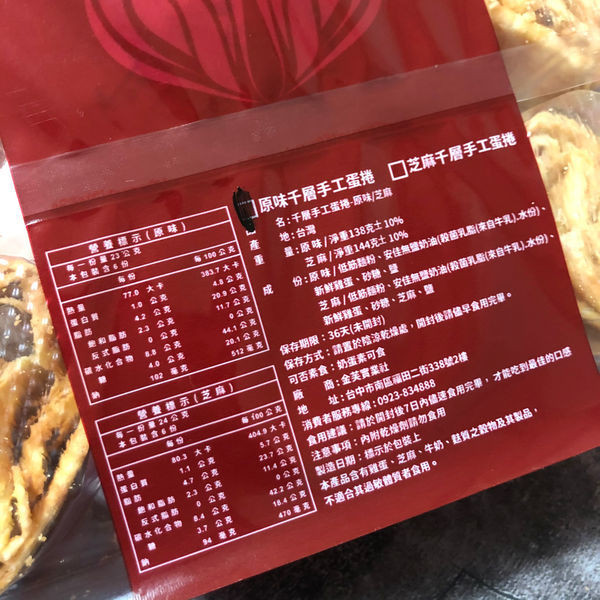 □原味千層手工蛋捲 □芝麻千層手工蛋捲
名:千層手工蛋捲-原味/芝麻
產 地:台灣
重 量:原味/淨重138克±10%
芝麻/淨重144克±10%
成 份:原味/低筋麵粉、安佳無鹽奶油(殺菌乳脂(來自牛乳).水份)、
新鮮雞蛋、砂糖、鹽
芝麻/低筋麵粉、安佳無鹽奶油(殺菌乳脂(來自牛乳).水份)、
新鮮雞蛋、砂糖、芝麻、鹽
保存期限:36天(未開封)
保存方式:請置於陰涼乾燥處,開封後請儘早食用完畢。
可否素食:奶蛋素可食
廠 商:金芙實業社
地 址:台中市南區福田二街338號2樓
消費者服務專線:0923-834888
食用建議:請於開封後7日內儘速食用完畢,才能吃到最佳的口感
注意事項:內附乾燥劑請勿食用
製造日期:標示於包裝上
本產品含有雞蛋、芝麻、牛奶、麩質之穀物及其製品,
不適合其過敏體質者食用。
營養標示(原味)
每一份量23公克
本包裝含6份
每份 每100公克
熱量 77.0 大卡 383.7大卡
蛋白質 1.0 公克 4.8 公克
脂肪 4.2 公克 20.9 公克
飽和脂肪 2.3 公克 11.7 公克
反式脂肪 0 公克 0 公克
碳水化合物 8.8 公克 44.1 公克
糖 4.0 公克 20.1 公克
鈉 102 毫克 512 毫克
營養標示(芝麻)
每一份量24公克
本包裝含6份
每份 每100公克
熱量 80.3 大卡 404.9大卡
蛋白質 1.1 公克 5.7 公克
脂肪 4.7 公克 23.7 公克
飽和脂肪 2.3 公克 11.4 公克
反式脂肪 0 公克 0 公克
碳水化合物 8.4 公克 42.3 公克
糖 3.7 公克 18.4 公克
鈉 94 毫克 470 毫克